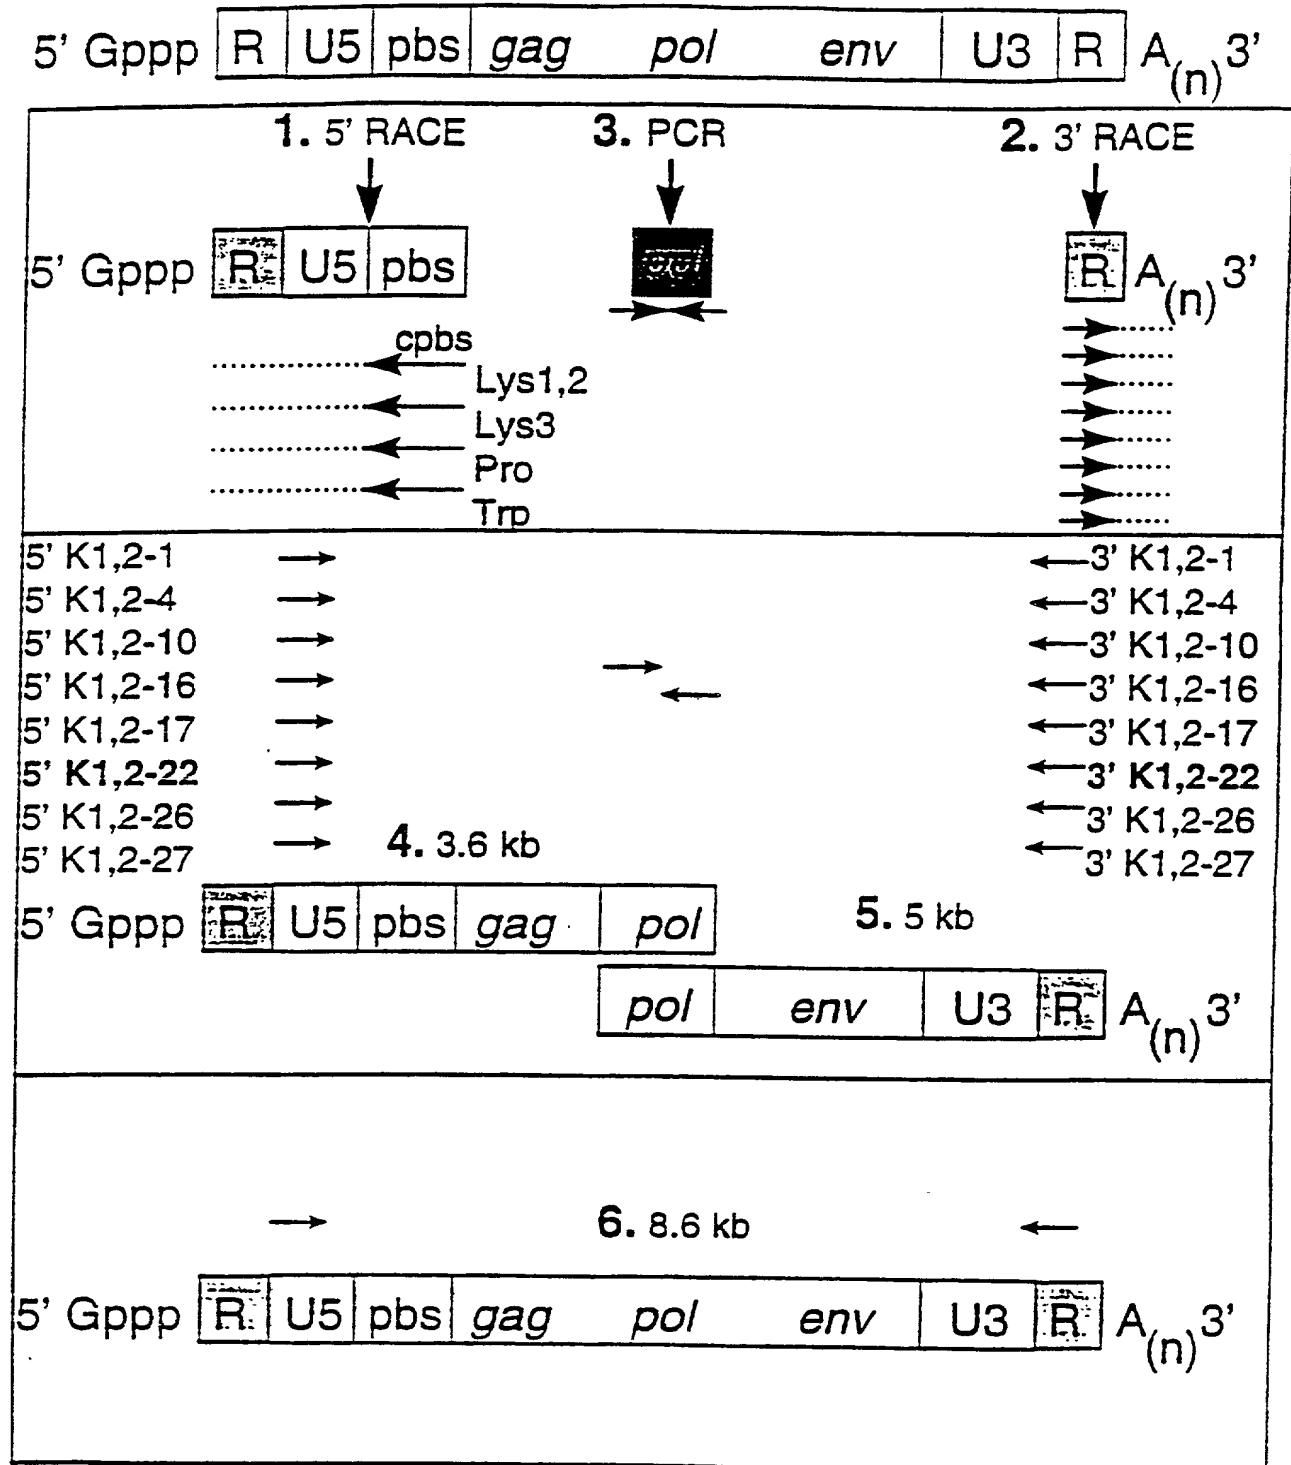 5' Gppp R U5 pbs gag pol env U3 R A(n)3'
1. 5' RACE 3. PCR 2. 3' RACE
5' Gppp R U5 pbs pol R A(n)3'
cpbs
Lys1,2
Lys3
Pro
Trp
5' K1,2-1 3' K1,2-1
5' K1,2-4 3' K1,2-4
5' K1,2-10 3' K1,2-10
5' K1,2-16 3' K1,2-16
5' K1,2-17 3' K1,2-17
5' K1,2-22 3' K1,2-22
5' K1,2-26 3' K1,2-26
5' K1,2-27 3' K1,2-27
4. 3.6 kb
5' Gppp R U5 pbs gag pol
5. 5 kb
pol env U3 R A(n)3'
6. 8.6 kb
5' Gppp R U5 pbs gag pol env U3 R A(n)3'